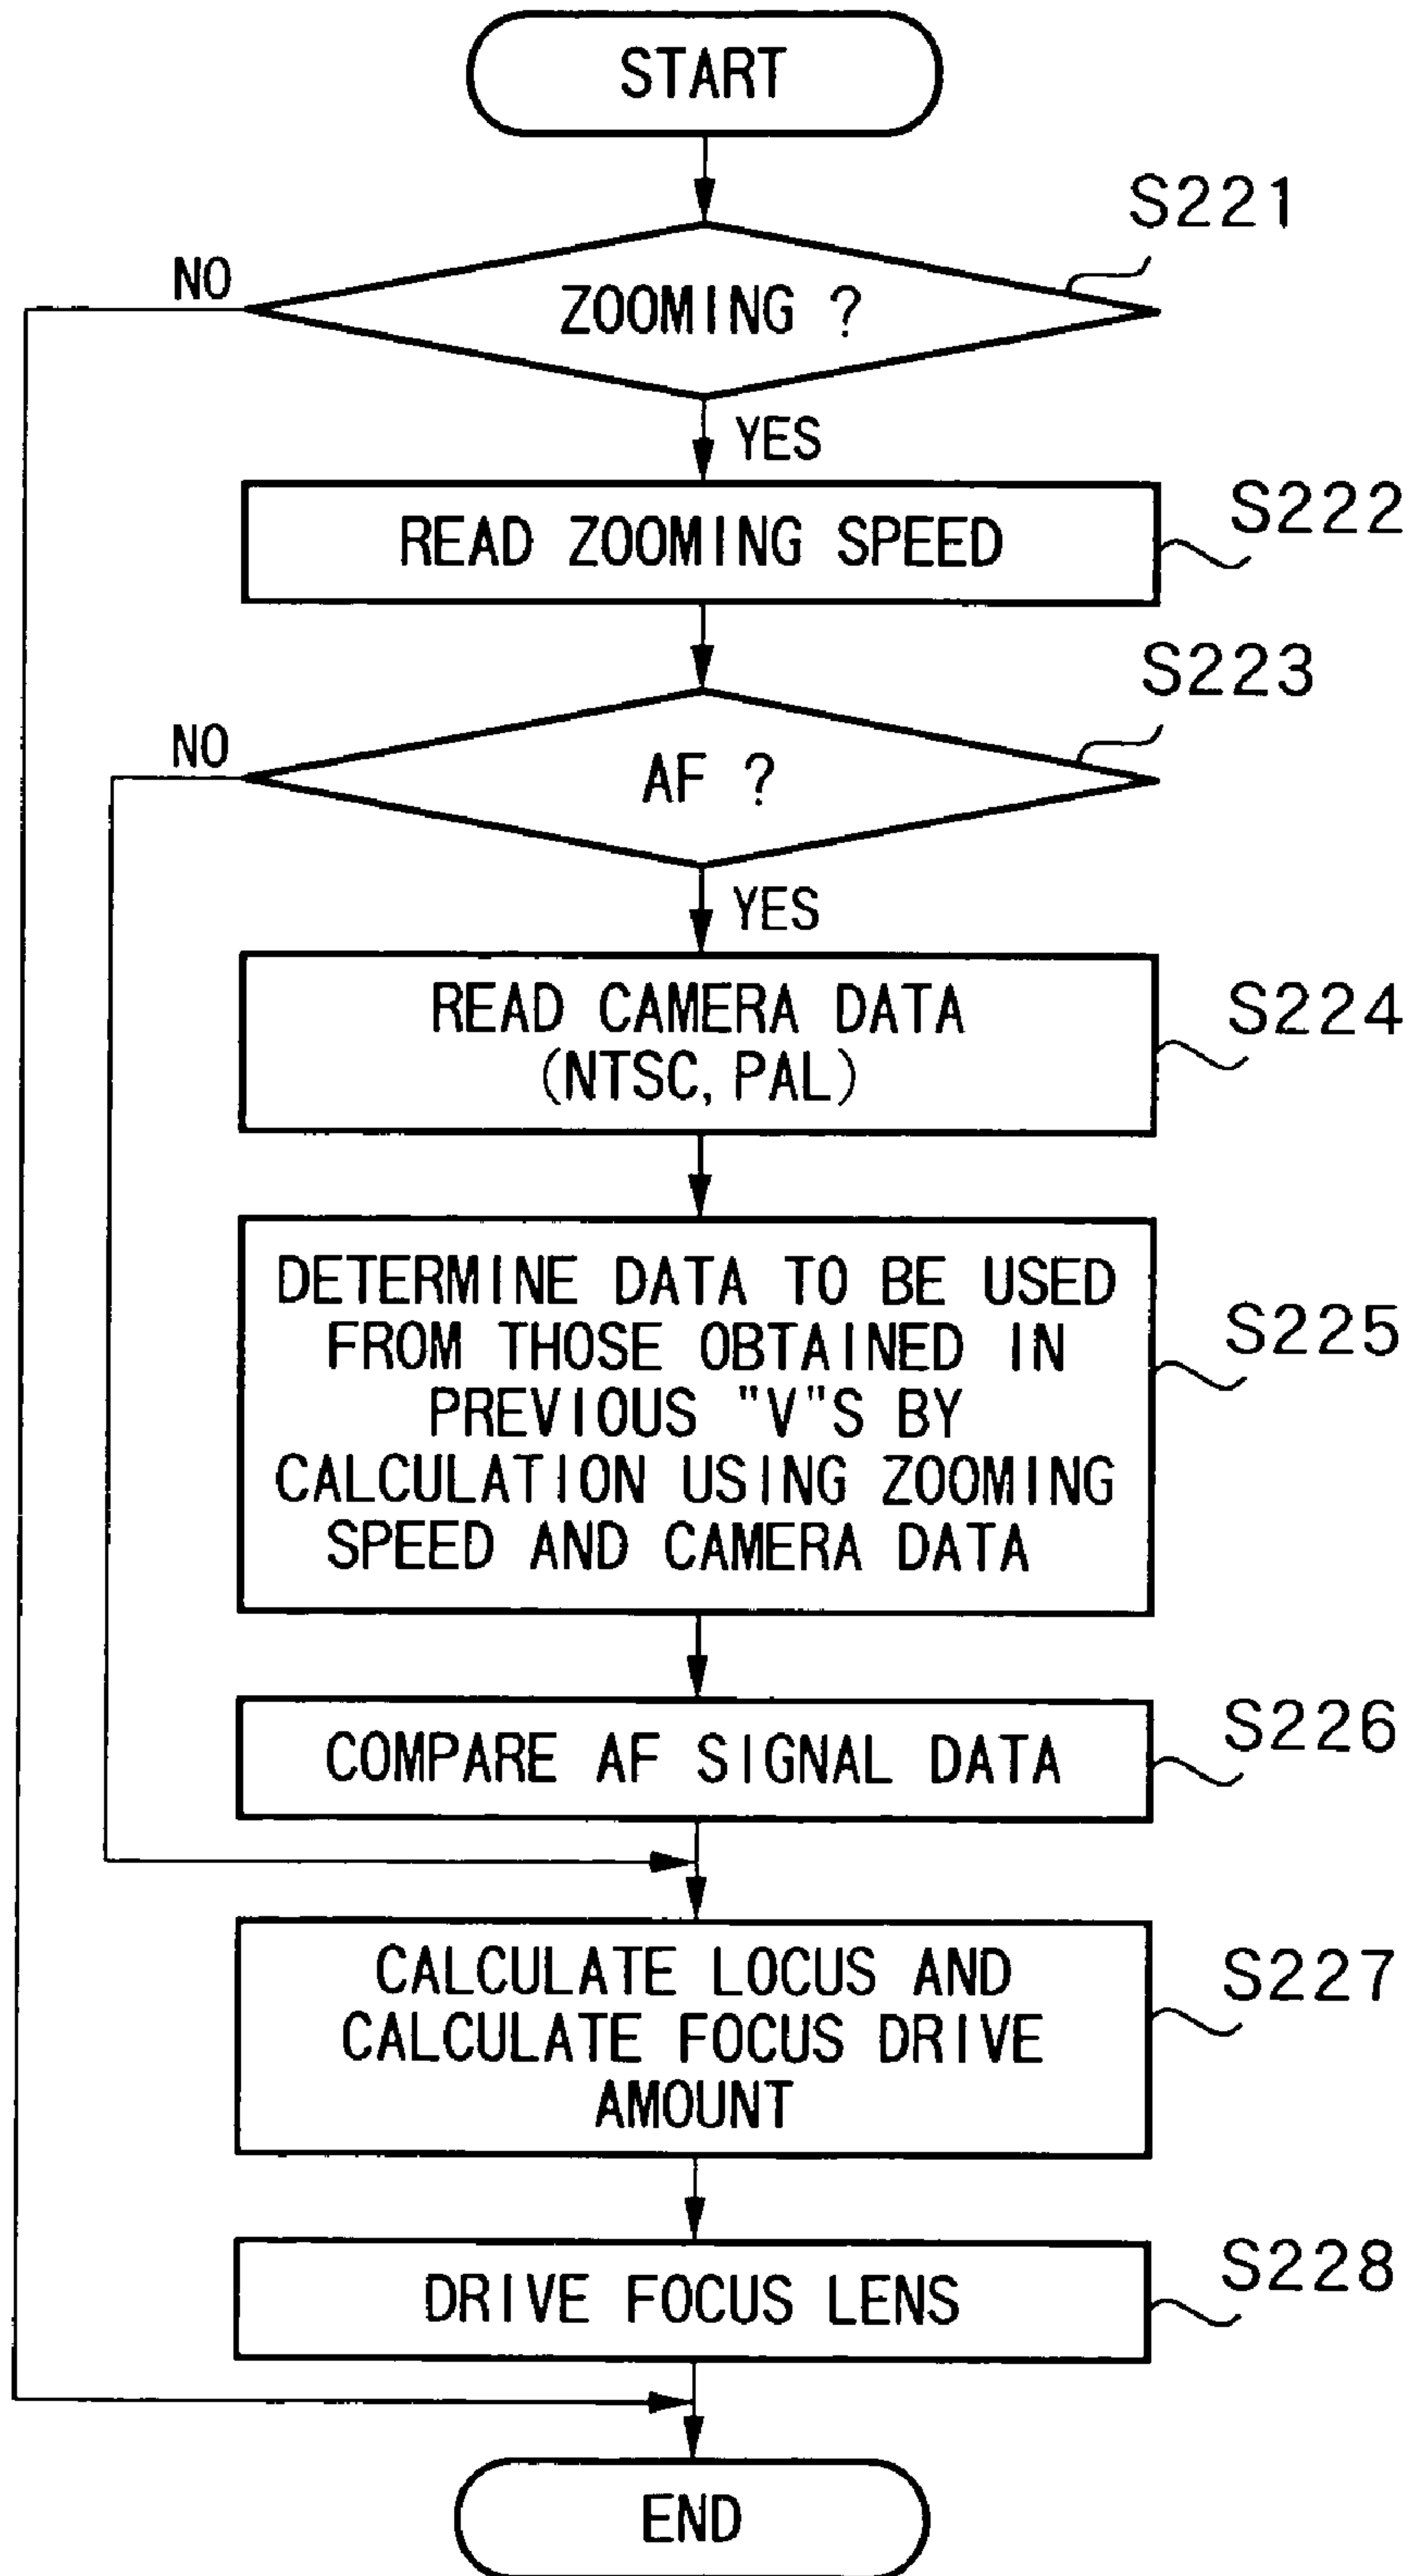 START
S221
NO
ZOOMING ?
YES
READ ZOOMING SPEED
S222
S223
NO
AF ?
YES
READ CAMERA DATA
(NTSC, PAL)
S224
DETERMINE DATA TO BE USED
FROM THOSE OBTAINED IN
PREVIOUS "V"S BY
CALCULATION USING ZOOMING
SPEED AND CAMERA DATA
S225
COMPARE AF SIGNAL DATA
S226
CALCULATE LOCUS AND
CALCULATE FOCUS DRIVE
AMOUNT
S227
DRIVE FOCUS LENS
S228
END